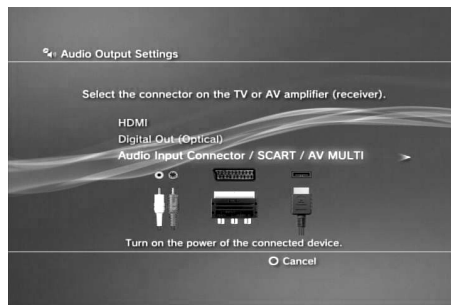 Audio Output Settings
Select the connector on the TV or AV amplifier (receiver).
HDMI
Digital Out (Optical)
Audio Input Connector / SCART / AV MULTI
Turn on the power of the connected device.
Cancel